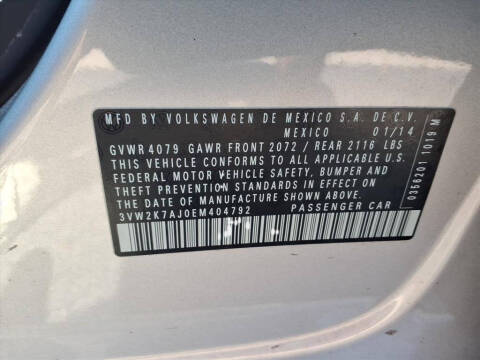 MFD BY VOLKSWAGEN DE MEXICO S.A. DE C.V.
MEXICO 01/14
GVWR 4079 GAWR FRONT 2072 / REAR 2116 LBS
THIS VEHICLE CONFORMS TO ALL APPLICABLE U.S.
FEDERAL MOTOR VEHICLE SAFETY, BUMPER AND
THEFT PREVENTION STANDARDS IN EFFECT ON
THE DATE OF MANUFACTURE SHOWN ABOVE.
3VW2K7AJ0EM404792 PASSENGER CAR
0356201 1019 M